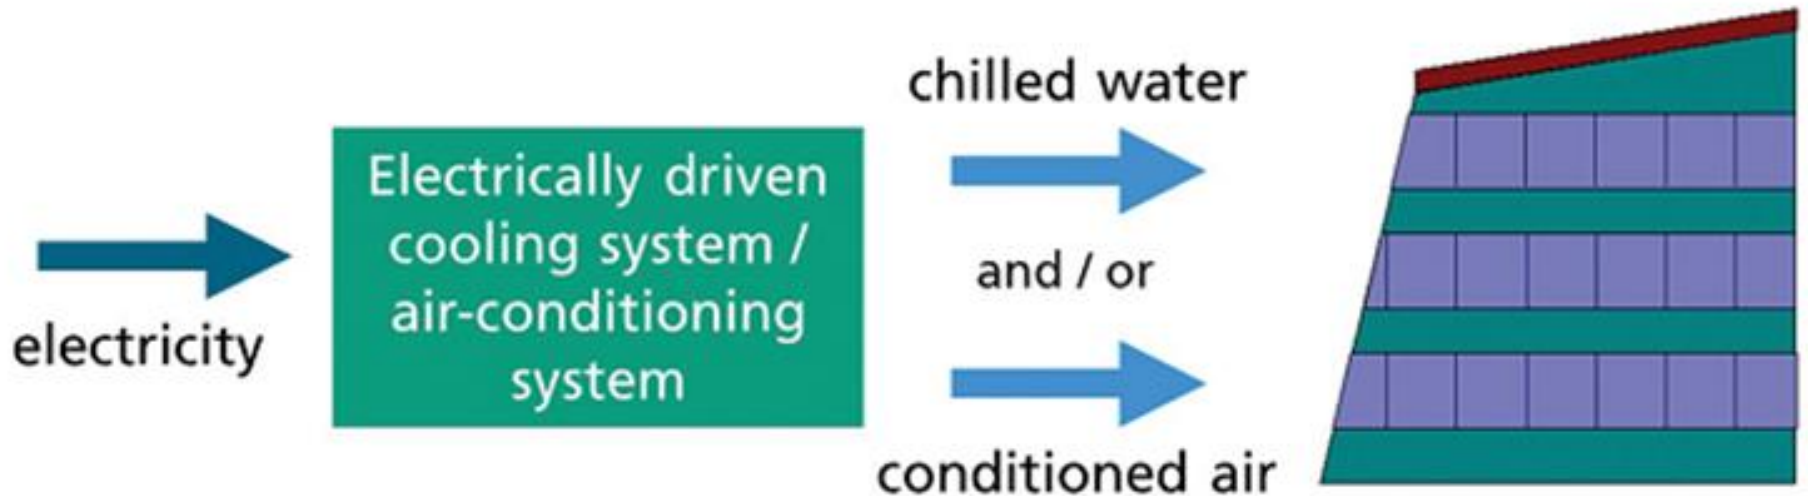 electricity
Electrically driven
cooling system /
air-conditioning
system
chilled water
and / or
conditioned air